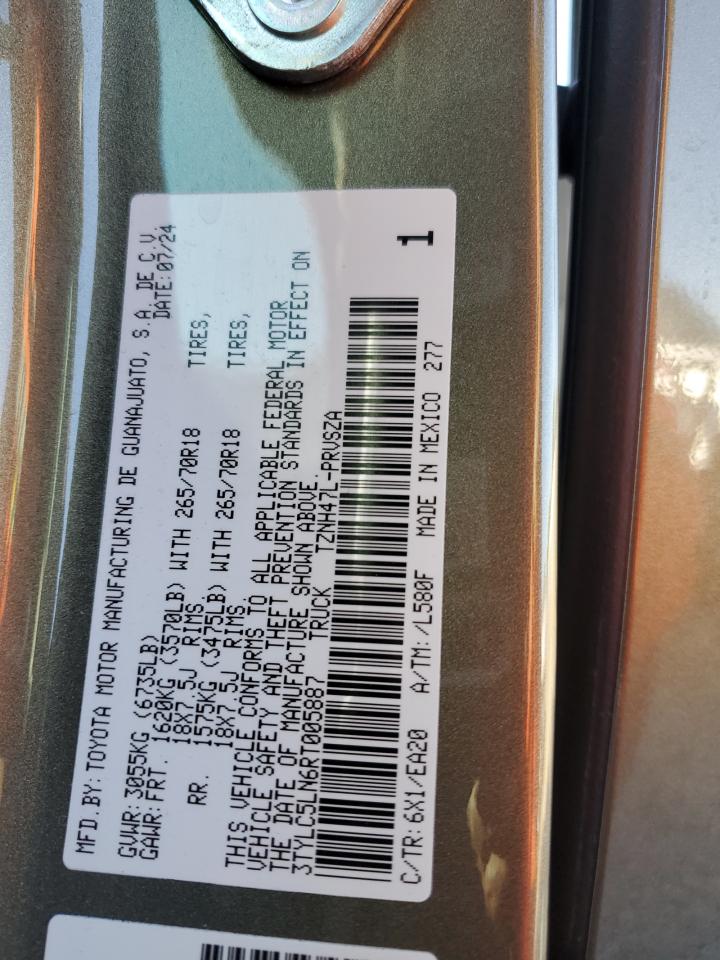 MFD.BY: TOYOTA MOTOR MANUFACTURING DE GUANAJUATO, S.A. DE C.V.
DATE: 07/24
GVWR: 3055KG (6735LB)
GAWR: FRT. 1620KG (3570LB) WITH 265/70R18 TIRES,
18X7.5J RIMS.
RR. 1575KG (3475LB) WITH 265/70R18 TIRES,
18X7.5J RIMS.
THIS VEHICLE CONFORMS TO ALL APPLICABLE FEDERAL MOTOR
VEHICLE SAFETY AND THEFT PREVENTION STANDARDS IN EFFECT ON
THE DATE OF MANUFACTURE SHOWN ABOVE.
3TYLC5LN6RT005887 TRUCK TZNH47L-PRVSZA
1
C/TR: 6X1/EA20 A/TM: /L580F MADE IN MEXICO 277